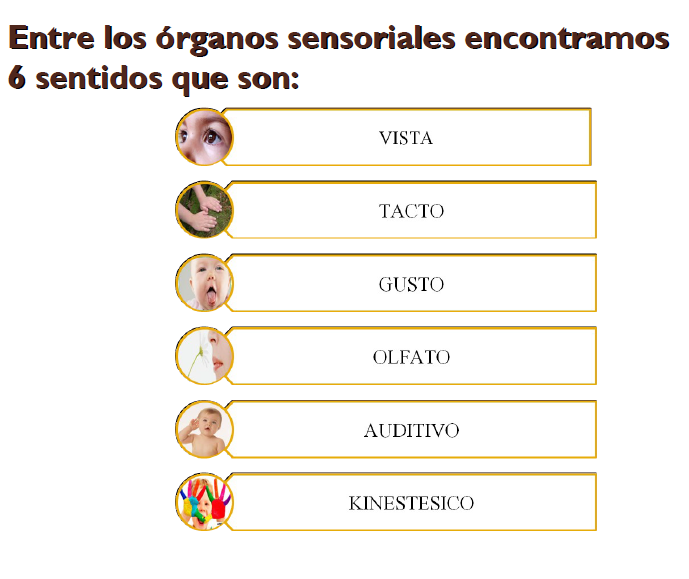 Entre los órganos sensoriales encontramos
6 sentidos que son:
VISTA
TACTO
GUSTO
OLFATO
AUDITIVO
KINESTESICO